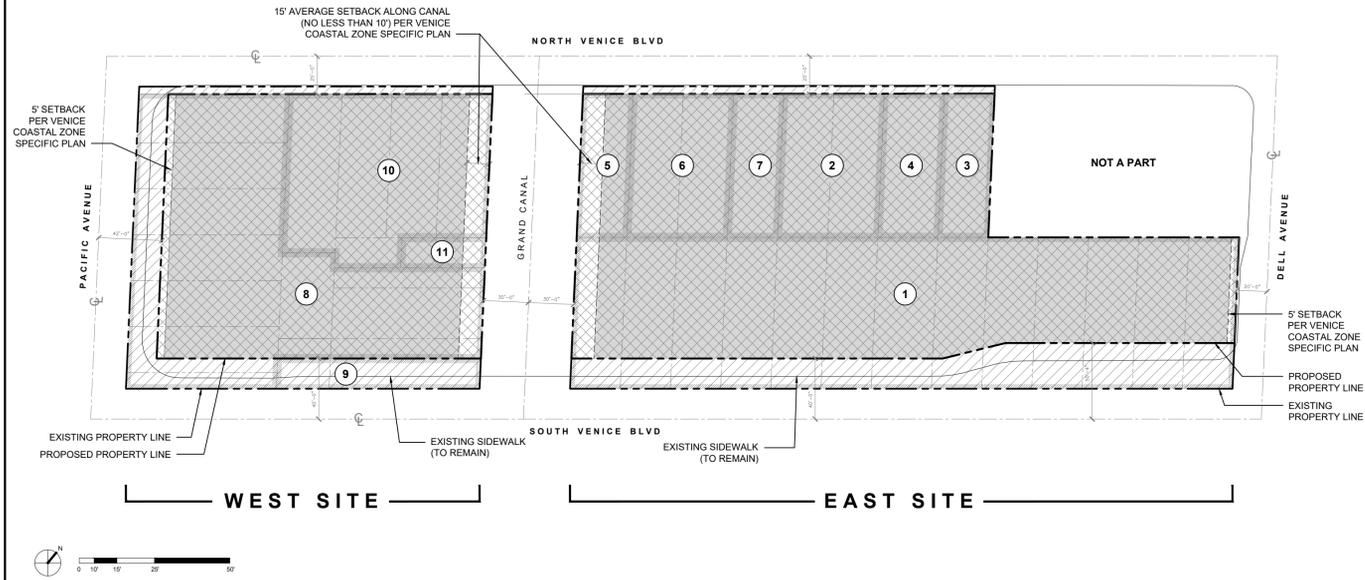 15' AVERAGE SETBACK ALONG CANAL
(NO LESS THAN 10') PER VENICE
COASTAL ZONE SPECIFIC PLAN
NORTH VENICE BLVD
5' SETBACK
PER VENICE
COASTAL ZONE
SPECIFIC PLAN
PACIFIC AVENUE
GRAND CANAL
DELL AVENUE
10
11
8
9
5
6
7
2
4
3
1
NOT A PART
5' SETBACK
PER VENICE
COASTAL ZONE
SPECIFIC PLAN
PROPOSED
PROPERTY LINE
EXISTING
PROPERTY LINE
EXISTING PROPERTY LINE
PROPOSED PROPERTY LINE
EXISTING SIDEWALK
(TO REMAIN)
SOUTH VENICE BLVD
EXISTING SIDEWALK
(TO REMAIN)
WEST SITE
EAST SITE
N
0 10' 15' 25' 50'